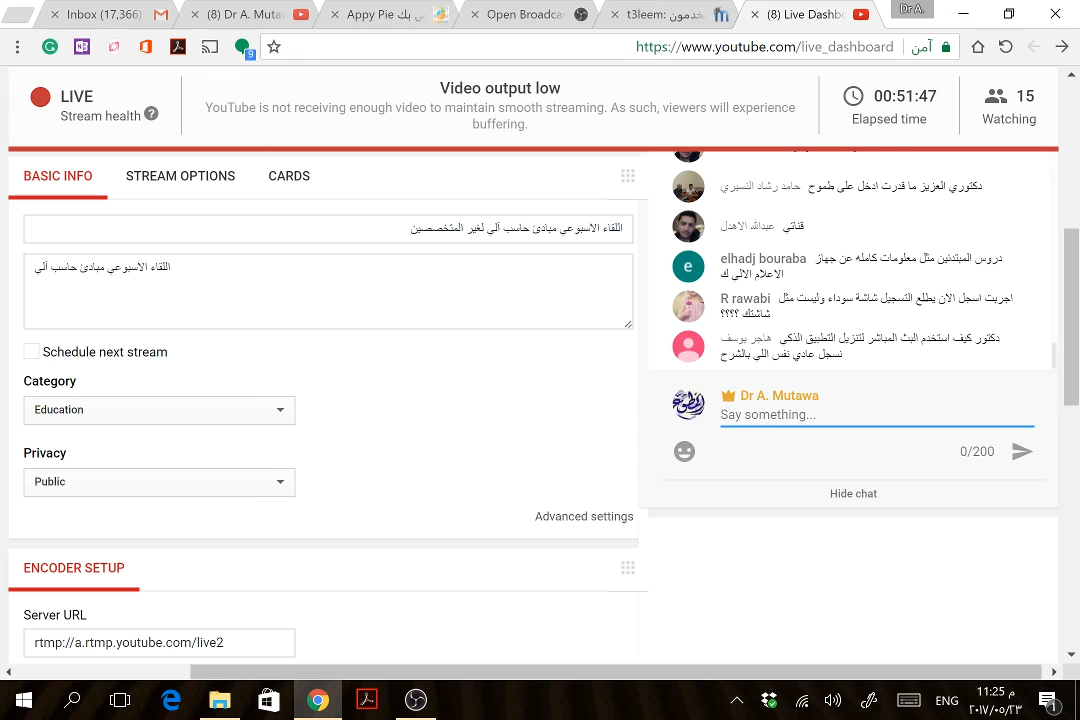 Inbox (17,366)
(8) Dr A. Mutaw
Appy Pie
Open Broadca
t3leem:
(8) Live Dashbo
Dr A.
https://www.youtube.com/live_dashboard
آمن
LIVE
Stream health ?
Video output low
YouTube is not receiving enough video to maintain smooth streaming. As such, viewers will experience
buffering.
00:51:47
Elapsed time
15
Watching
BASIC INFO
STREAM OPTIONS
CARDS
اللقاء الاسبوعي مبادئ حاسب آلي لغير المتخصصين
اللقاء الاسبوعي مبادئ حاسب آلي
Schedule next stream
Category
Education
Privacy
Public
Advanced settings
ENCODER SETUP
Server URL
rtmp://a.rtmp.youtube.com/live2
حامد رشاد النسيري دكتوري العزيز ما قدرت ادخل على طموح
عبدالله الاهدل قناتي
e
elhadj bouraba دروس المبتدئين مثل معلومات كامله عن جهاز
الاعلام الالي ك
R rawabi اجريت اسجل الان يطلع التسجيل شاشة سوداء وليست مثل
شاشتك ؟؟؟؟
هاجر يوسف دكتور كيف استخدم البث المباشر لتنزيل التطبيق الذكي
نسجل عادي نفس اللي بالشرح
Dr A. Mutawa
Say something...
0/200
Hide chat
9
ENG
11:25 م
٢٠١٧/٠٥/٢٣
1